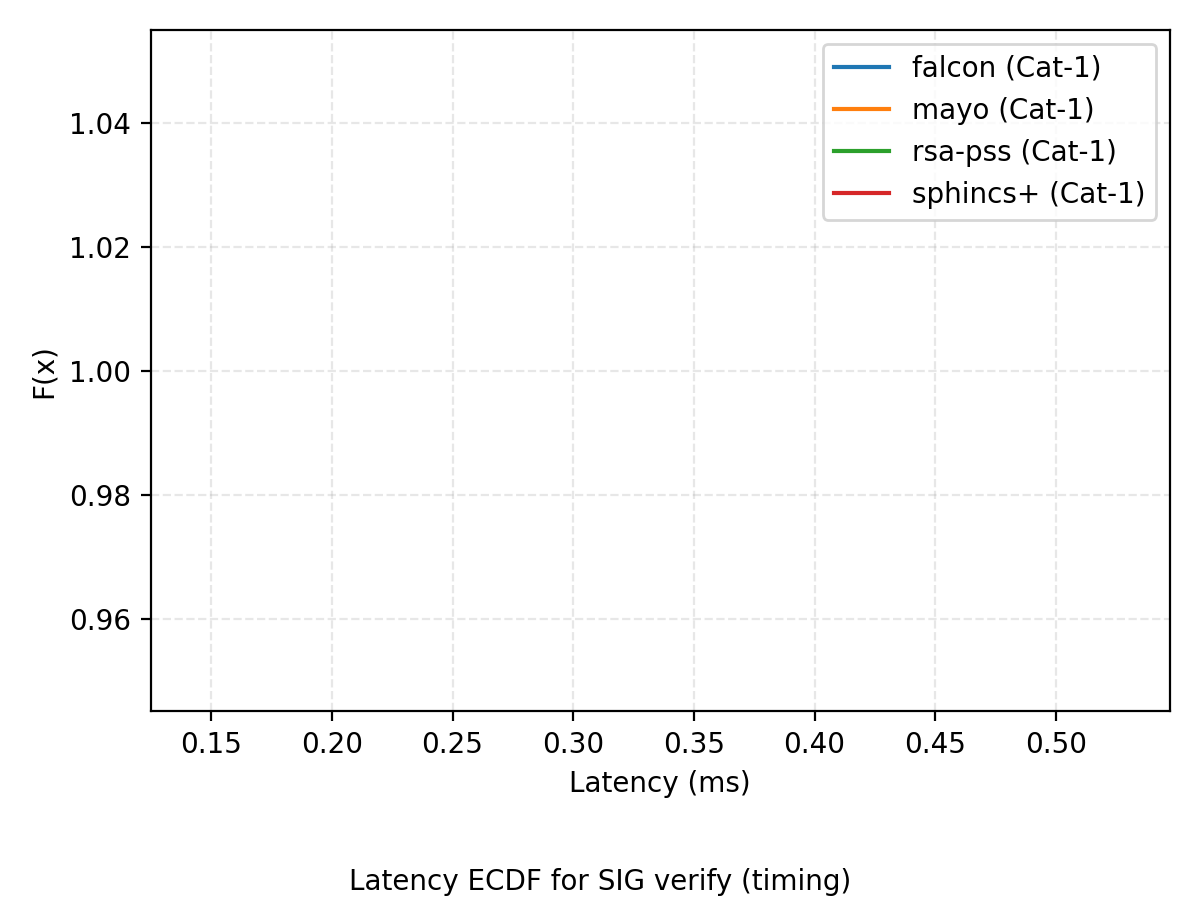 falcon (Cat-1)
mayo (Cat-1)
rsa-pss (Cat-1)
sphincs+ (Cat-1)
1.04
1.02
1.00
0.98
0.96
F(x)
0.15 0.20 0.25 0.30 0.35 0.40 0.45 0.50
Latency (ms)
Latency ECDF for SIG verify (timing)